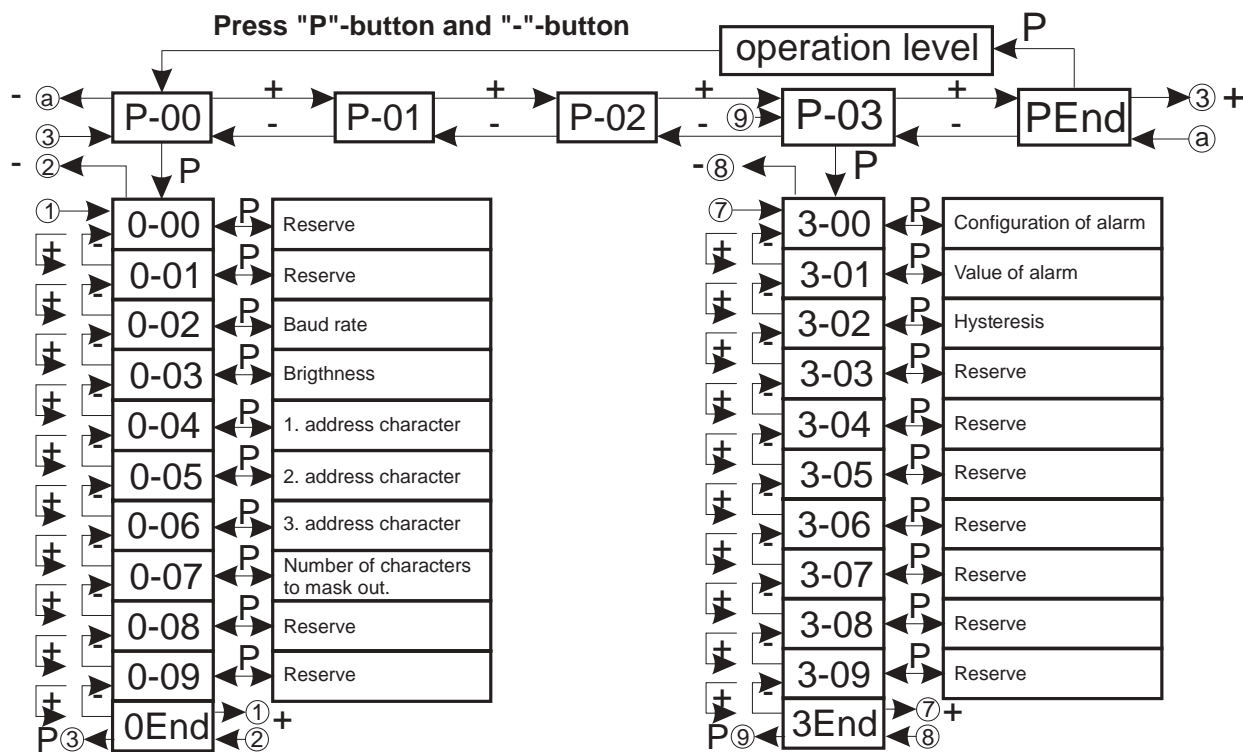 Press "P"-button and "-"-button
operation level
P
- ⓐ
P-00
+
-
P-01
+
-
P-02
+
-
⑨
P-03
+
-
PEnd
③ +
③
ⓐ
- ②
P
- ⑧
P
①
0-00 P Reserve
+ -
0-01 P Reserve
+ -
0-02 P Baud rate
+ -
0-03 P Brigthness
+ -
0-04 P 1. address character
+ -
0-05 P 2. address character
+ -
0-06 P 3. address character
+ -
0-07 P Number of characters
to mask out.
+ -
0-08 P Reserve
+ -
0-09 P Reserve
+ -
0End ① +
P ③ ②
⑦
3-00 P Configuration of alarm
+ -
3-01 P Value of alarm
+ -
3-02 P Hysteresis
+ -
3-03 P Reserve
+ -
3-04 P Reserve
+ -
3-05 P Reserve
+ -
3-06 P Reserve
+ -
3-07 P Reserve
+ -
3-08 P Reserve
+ -
3-09 P Reserve
+ -
3End ⑦ +
P ⑨ ⑧